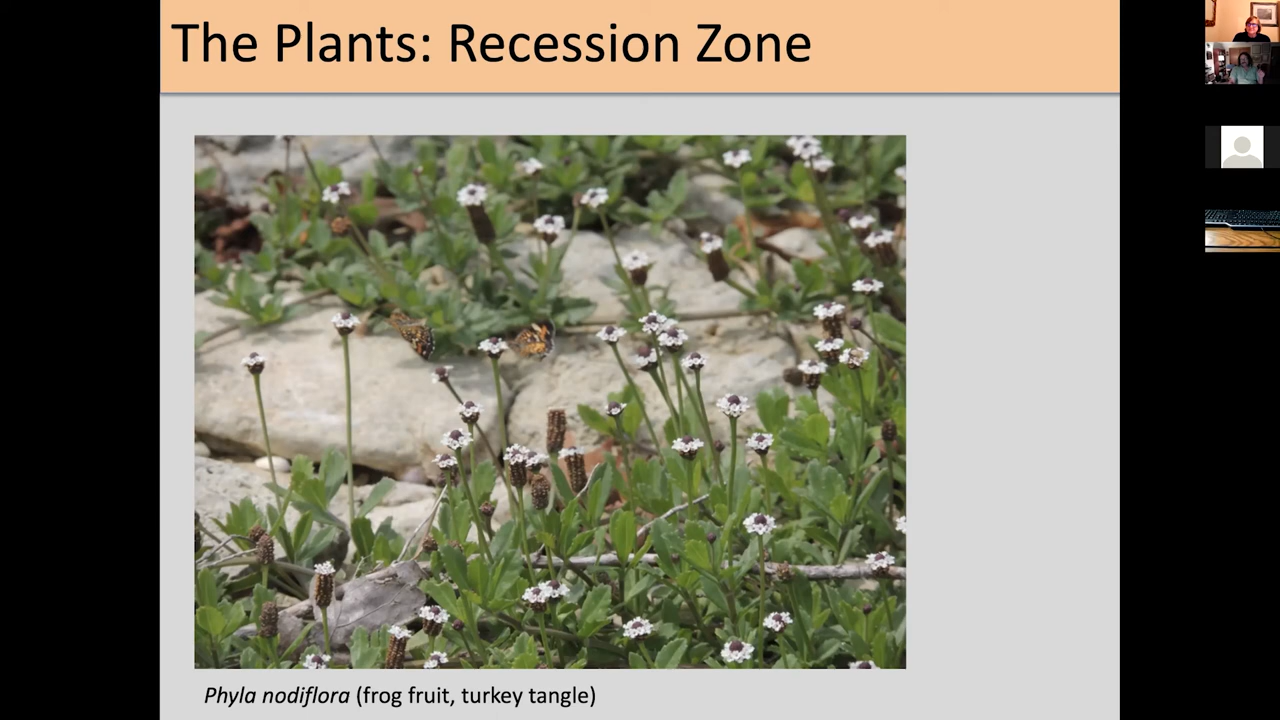 The Plants: Recession Zone
Phyla nodiflora (frog fruit, turkey tangle)